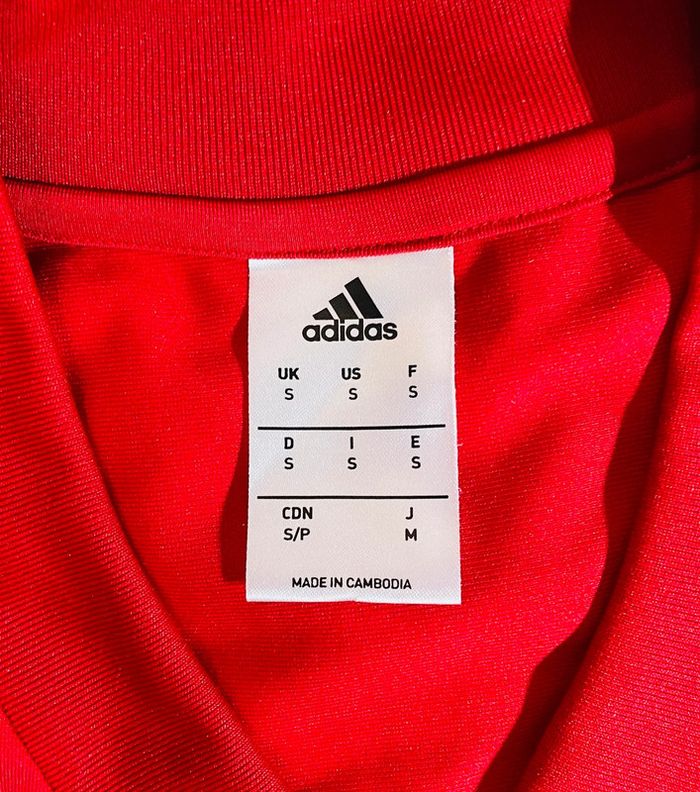 adidas
UK US F
S S S
D I E
S S S
CDN J
S/P M
MADE IN CAMBODIA